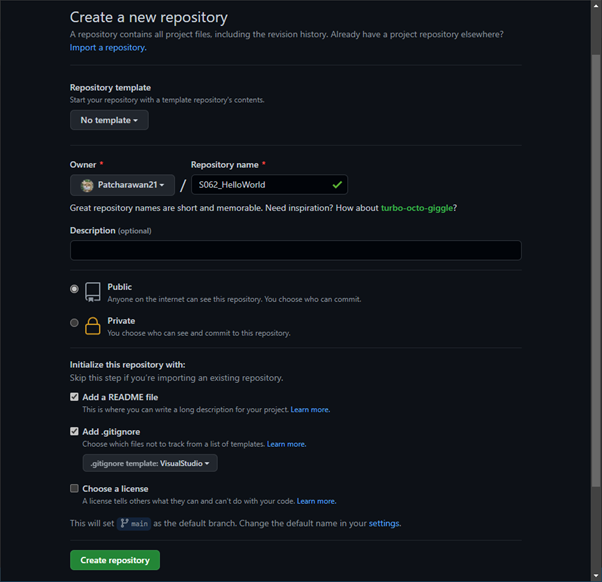 Create a new repository
A repository contains all project files, including the revision history. Already have a project repository elsewhere?
Import a repository.
Repository template
Start your repository with a template repository's contents.
No template
Owner * Repository name *
Patcharawan21 / S062_HelloWorld
Great repository names are short and memorable. Need inspiration? How about turbo-octo-giggle?
Description (optional)
Public
Anyone on the internet can see this repository. You choose who can commit.
Private
You choose who can see and commit to this repository.
Initialize this repository with:
Skip this step if you're importing an existing repository.
Add a README file
This is where you can write a long description for your project. Learn more.
Add .gitignore
Choose which files not to track from a list of templates. Learn more.
.gitignore template: VisualStudio
Choose a license
A license tells others what they can and can't do with your code. Learn more.
This will set main as the default branch. Change the default name in your settings.
Create repository